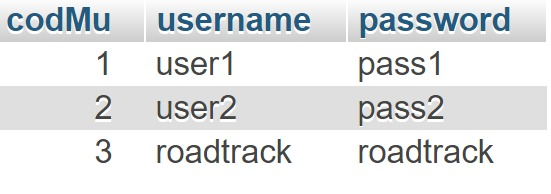 codMu username password
1 user1 pass1
2 user2 pass2
3 roadtrack roadtrack